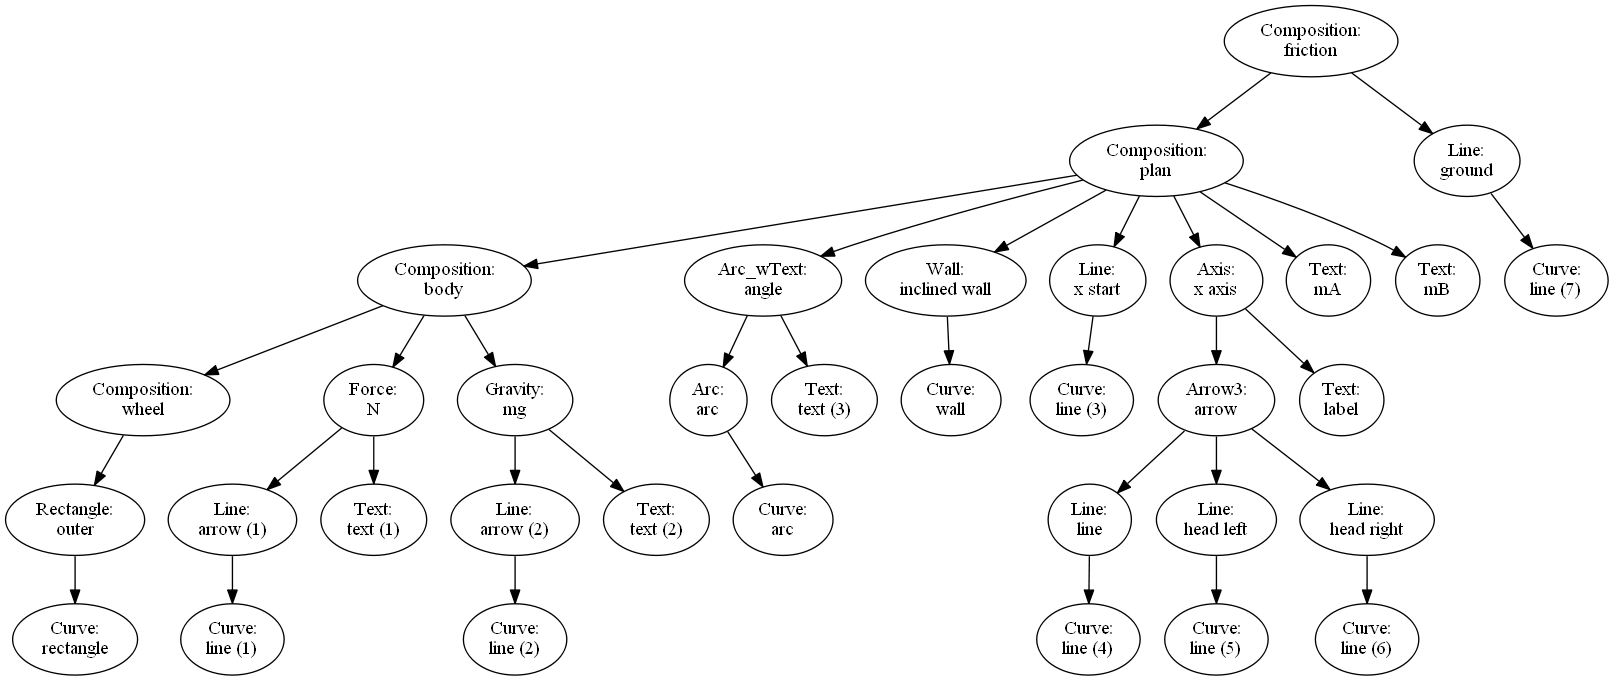 Composition:
friction
Composition:
plan
Line:
ground
Composition:
body
Arc_wText:
angle
Wall:
inclined wall
Line:
x start
Axis:
x axis
Text:
mA
Text:
mB
Curve:
line (7)
Composition:
wheel
Force:
N
Gravity:
mg
Arc:
arc
Text:
text (3)
Curve:
wall
Curve:
line (3)
Arrow3:
arrow
Text:
label
Rectangle:
outer
Line:
arrow (1)
Text:
text (1)
Line:
arrow (2)
Text:
text (2)
Curve:
arc
Line:
line
Line:
head left
Line:
head right
Curve:
rectangle
Curve:
line (1)
Curve:
line (2)
Curve:
line (4)
Curve:
line (5)
Curve:
line (6)